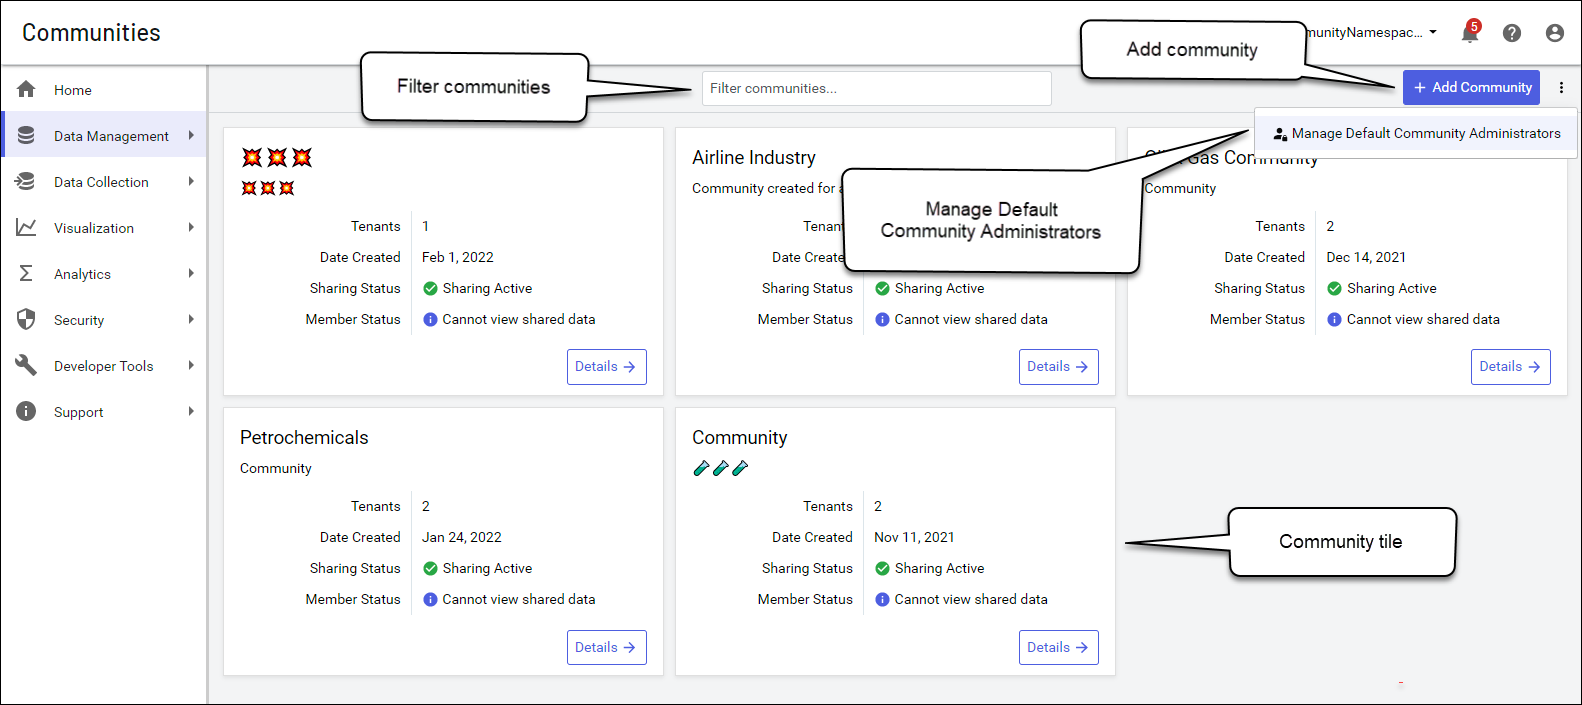 Communities
Add community
munityNamespac...
5
Filter communities
Filter communities...
+ Add Community
Manage Default Community Administrators
Home
Data Management
Data Collection
Visualization
Analytics
Security
Developer Tools
Support
💥💥💥
💥💥💥
Tenants 1
Date Created Feb 1, 2022
Sharing Status Sharing Active
Member Status Cannot view shared data
Details →
Airline Industry
Community created for
Date Create
Sharing Status Sharing Active
Member Status Cannot view shared data
Details →
Manage Default
Community Administrators
Gas Community
Community
Tenants 2
Date Created Dec 14, 2021
Sharing Status Sharing Active
Member Status Cannot view shared data
Details →
Petrochemicals
Community
Tenants 2
Date Created Jan 24, 2022
Sharing Status Sharing Active
Member Status Cannot view shared data
Details →
Community
🧪🧪🧪
Tenants 2
Date Created Nov 11, 2021
Sharing Status Sharing Active
Member Status Cannot view shared data
Details →
Community tile